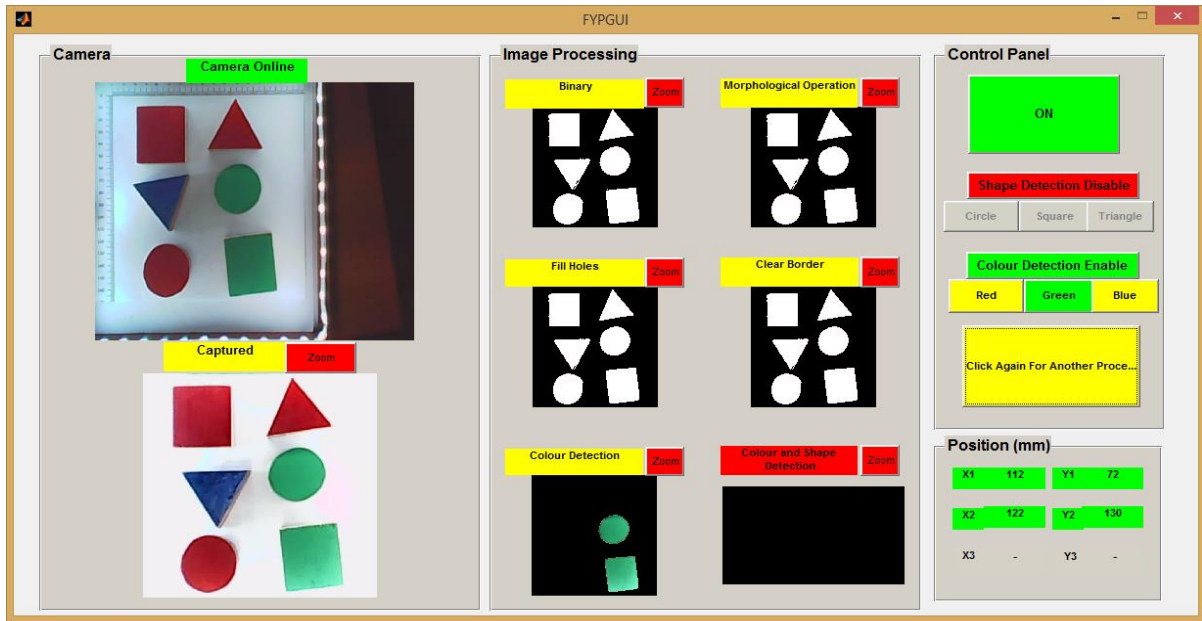 FYPGUI
Camera
Camera Online
Captured
Zoom
Image Processing
Binary
Zoom
Morphological Operation
Zoom
Fill Holes
Zoom
Clear Border
Zoom
Colour Detection
Zoom
Colour and Shape
Detection
Zoom
Control Panel
ON
Shape Detection Disable
Circle Square Triangle
Colour Detection Enable
Red Green Blue
Click Again For Another Proce...
Position (mm)
X1 112 Y1 72
X2 122 Y2 130
X3 - Y3 -